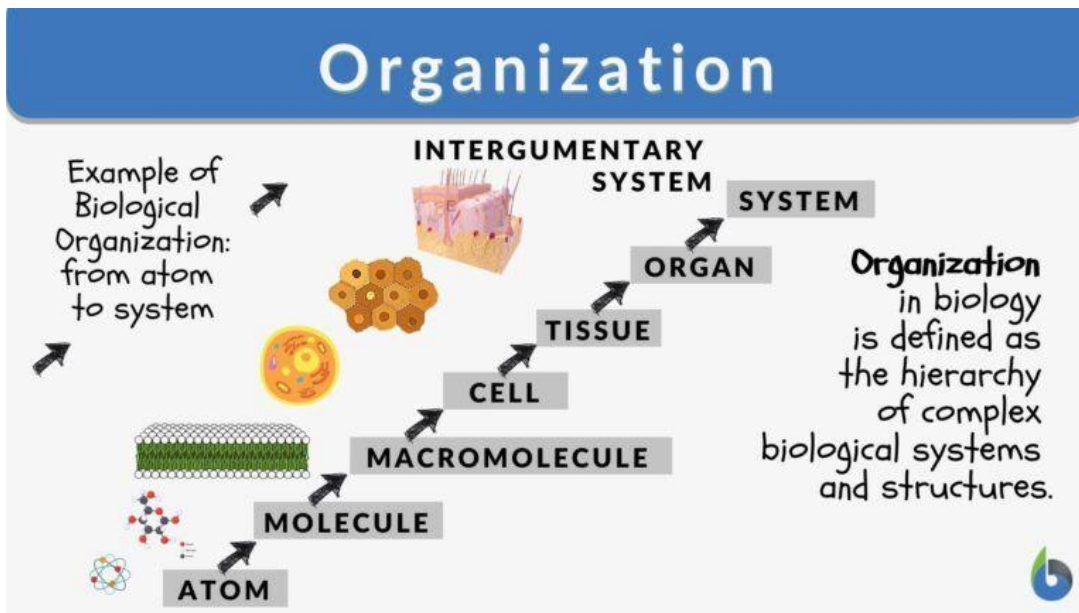 Organization
Example of
Biological
Organization:
from atom
to system
INTERGUMENTARY
SYSTEM
SYSTEM
ORGAN
TISSUE
CELL
MACROMOLECULE
MOLECULE
ATOM
Organization
in biology
is defined as
the hierarchy
of complex
biological systems
and structures.